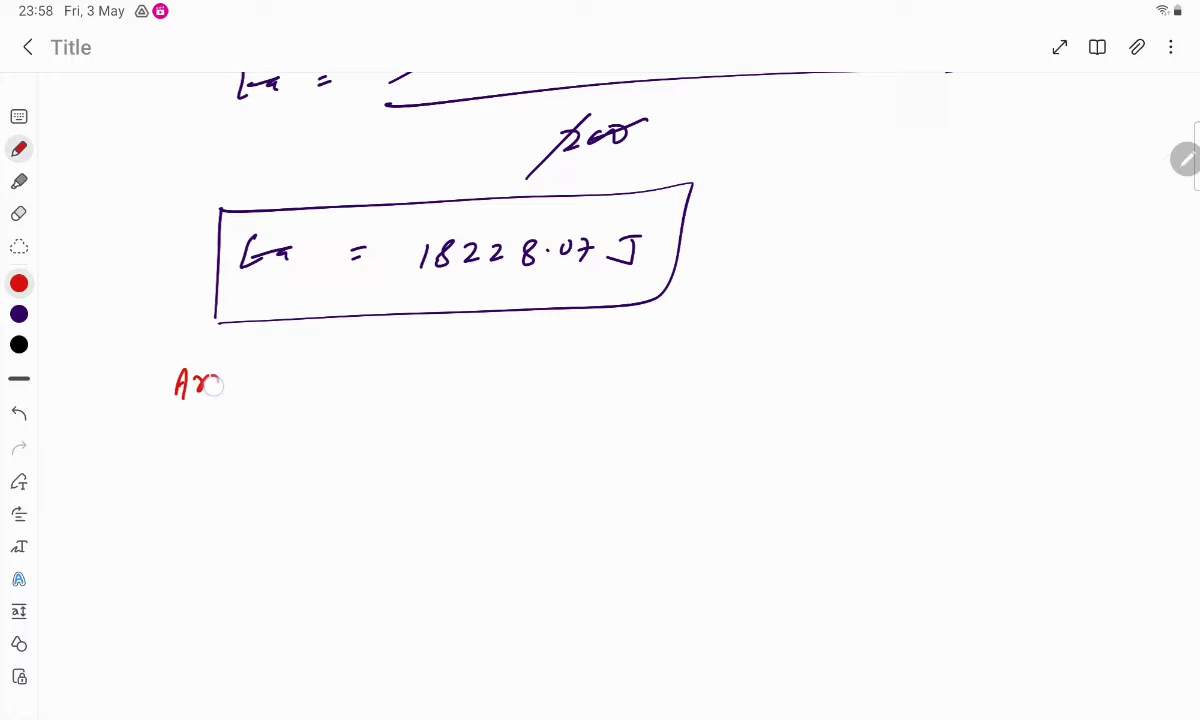 23:58 Fri, 3 May
Title
Ea =
200
Ea = 18228.07 J
Ar